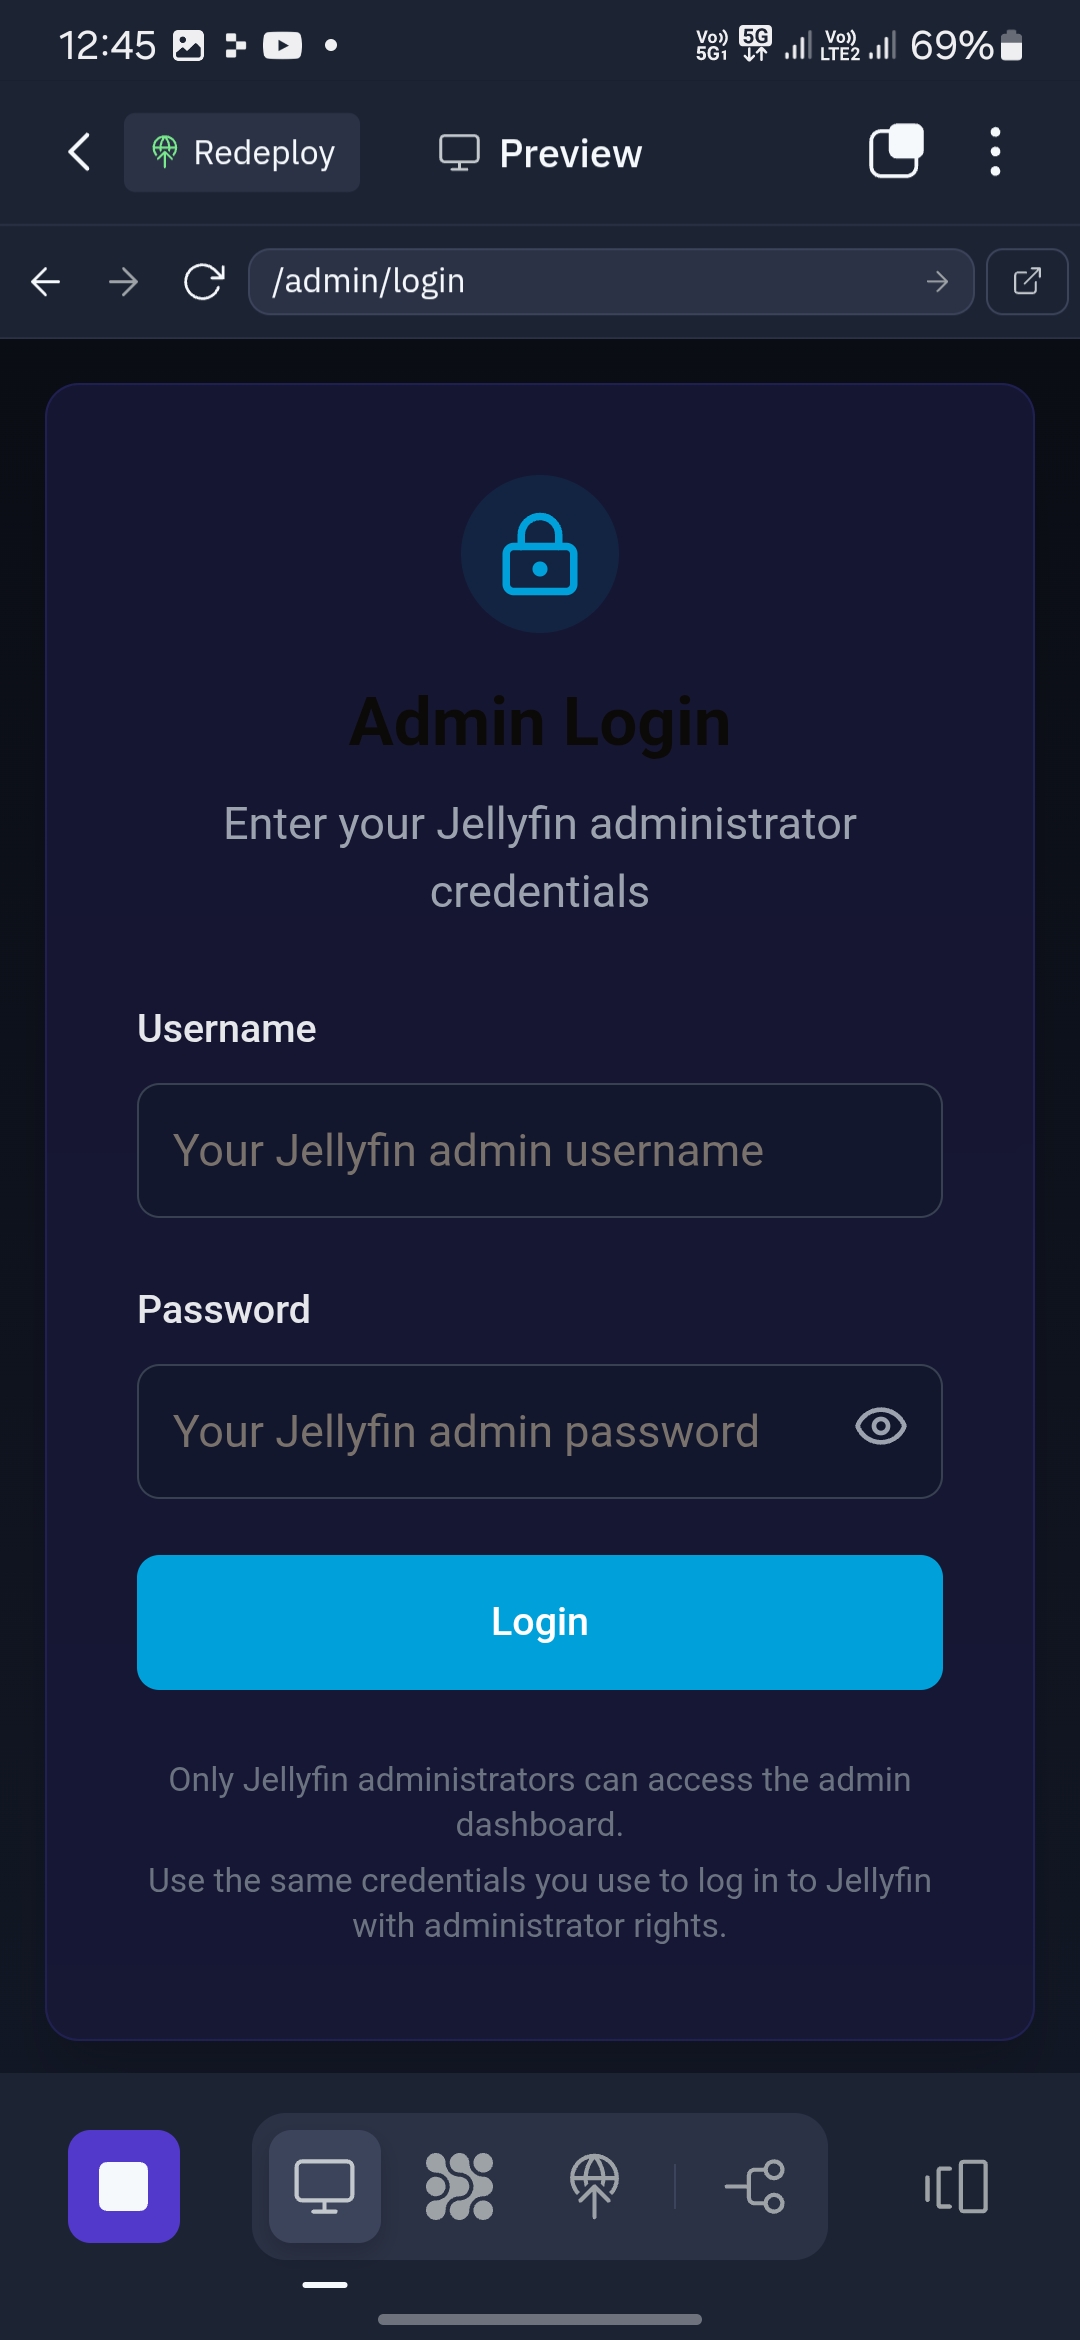 12:45
Vo)) 5G1 5G Vo)) LTE2 69%
Redeploy
Preview
/admin/login
Admin Login
Enter your Jellyfin administrator
credentials
Username
Your Jellyfin admin username
Password
Your Jellyfin admin password
Login
Only Jellyfin administrators can access the admin
dashboard.
Use the same credentials you use to log in to Jellyfin
with administrator rights.